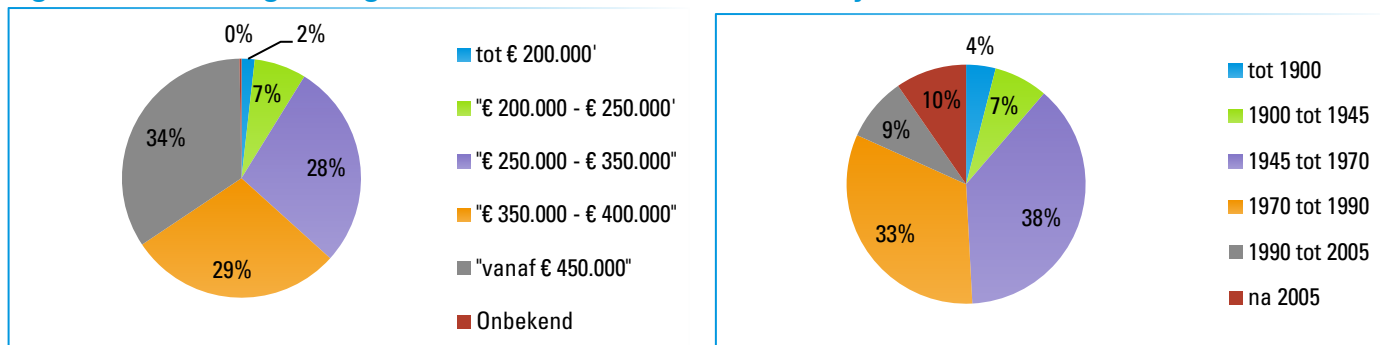 0%
2%
7%
28%
29%
34%
tot € 200.000'
"€ 200.000 - € 250.000'
"€ 250.000 - € 350.000"
"€ 350.000 - € 400.000"
"vanaf € 450.000"
Onbekend
4%
7%
38%
33%
9%
10%
tot 1900
1900 tot 1945
1945 tot 1970
1970 tot 1990
1990 tot 2005
na 2005